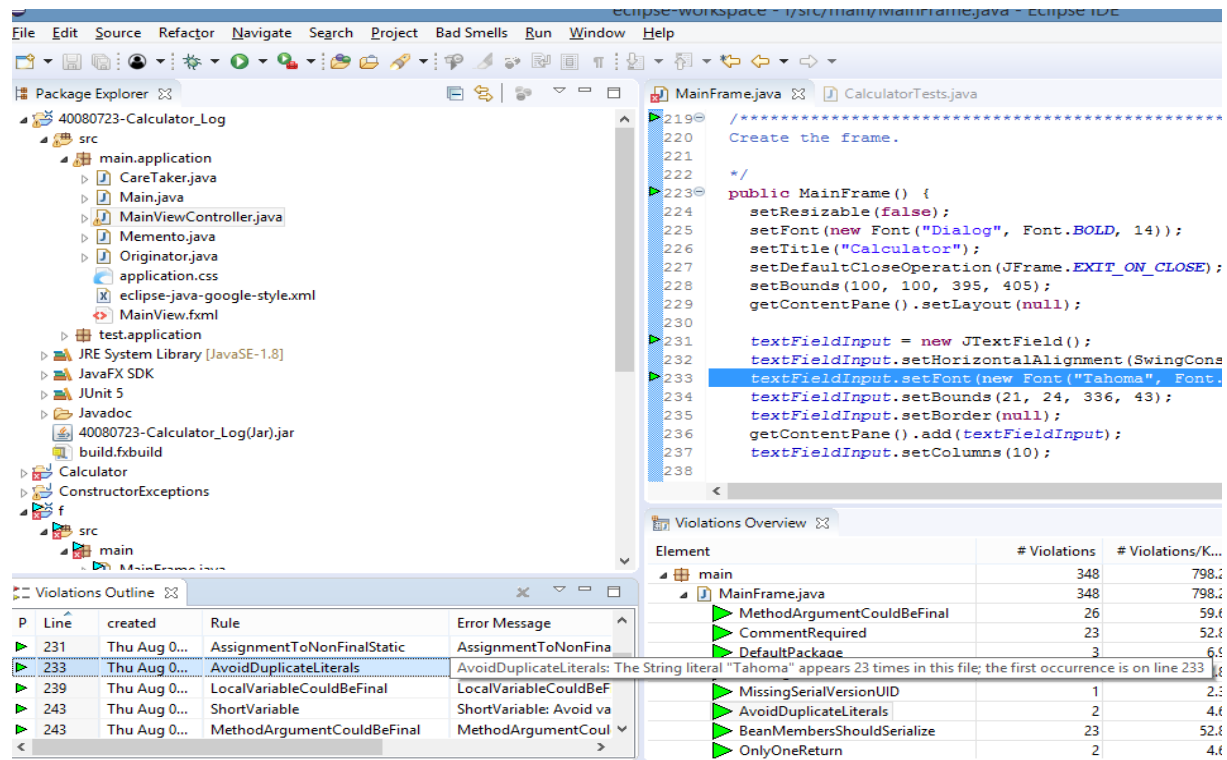 eclipse-workspace - f/src/main/MainFrame.java - Eclipse IDE
File Edit Source Refactor Navigate Search Project Bad Smells Run Window Help
Package Explorer
40080723-Calculator_Log
src
main.application
CareTaker.java
Main.java
MainViewController.java
Memento.java
Originator.java
application.css
eclipse-java-google-style.xml
MainView.fxml
test.application
JRE System Library [JavaSE-1.8]
JavaFX SDK
JUnit 5
Javadoc
40080723-Calculator_Log(Jar).jar
build.fxbuild
Calculator
ConstructorExceptions
f
src
main
MainFrame.java
MainFrame.java CalculatorTests.java
219 /****************************************************
220 Create the frame.
221
222 */
223 public MainFrame() {
224 setResizable(false);
225 setFont(new Font("Dialog", Font.BOLD, 14));
226 setTitle("Calculator");
227 setDefaultCloseOperation(JFrame.EXIT_ON_CLOSE);
228 setBounds(100, 100, 395, 405);
229 getContentPane().setLayout(null);
230
231 textFieldInput = new JTextField();
232 textFieldInput.setHorizontalAlignment(SwingCons
233 textFieldInput.setFont(new Font("Tahoma", Font.
234 textFieldInput.setBounds(21, 24, 336, 43);
235 textFieldInput.setBorder(null);
236 getContentPane().add(textFieldInput);
237 textFieldInput.setColumns(10);
238
Violations Outline
P Line created Rule Error Message
231 Thu Aug 0... AssignmentToNonFinalStatic AssignmentToNonFina
233 Thu Aug 0... AvoidDuplicateLiterals AvoidDuplicateLiterals: The String literal "Tahoma" appears 23 times in this file; the first occurrence is on line 233
239 Thu Aug 0... LocalVariableCouldBeFinal LocalVariableCouldBeF
243 Thu Aug 0... ShortVariable ShortVariable: Avoid va
243 Thu Aug 0... MethodArgumentCouldBeFinal MethodArgumentCoul
Violations Overview
Element # Violations # Violations/K...
main 348 798.2
MainFrame.java 348 798.2
MethodArgumentCouldBeFinal 26 59.6
CommentRequired 23 52.8
DefaultPackage 3 6.9
MissingSerialVersionUID 1 2.3
AvoidDuplicateLiterals 2 4.6
BeanMembersShouldSerialize 23 52.8
OnlyOneReturn 2 4.6